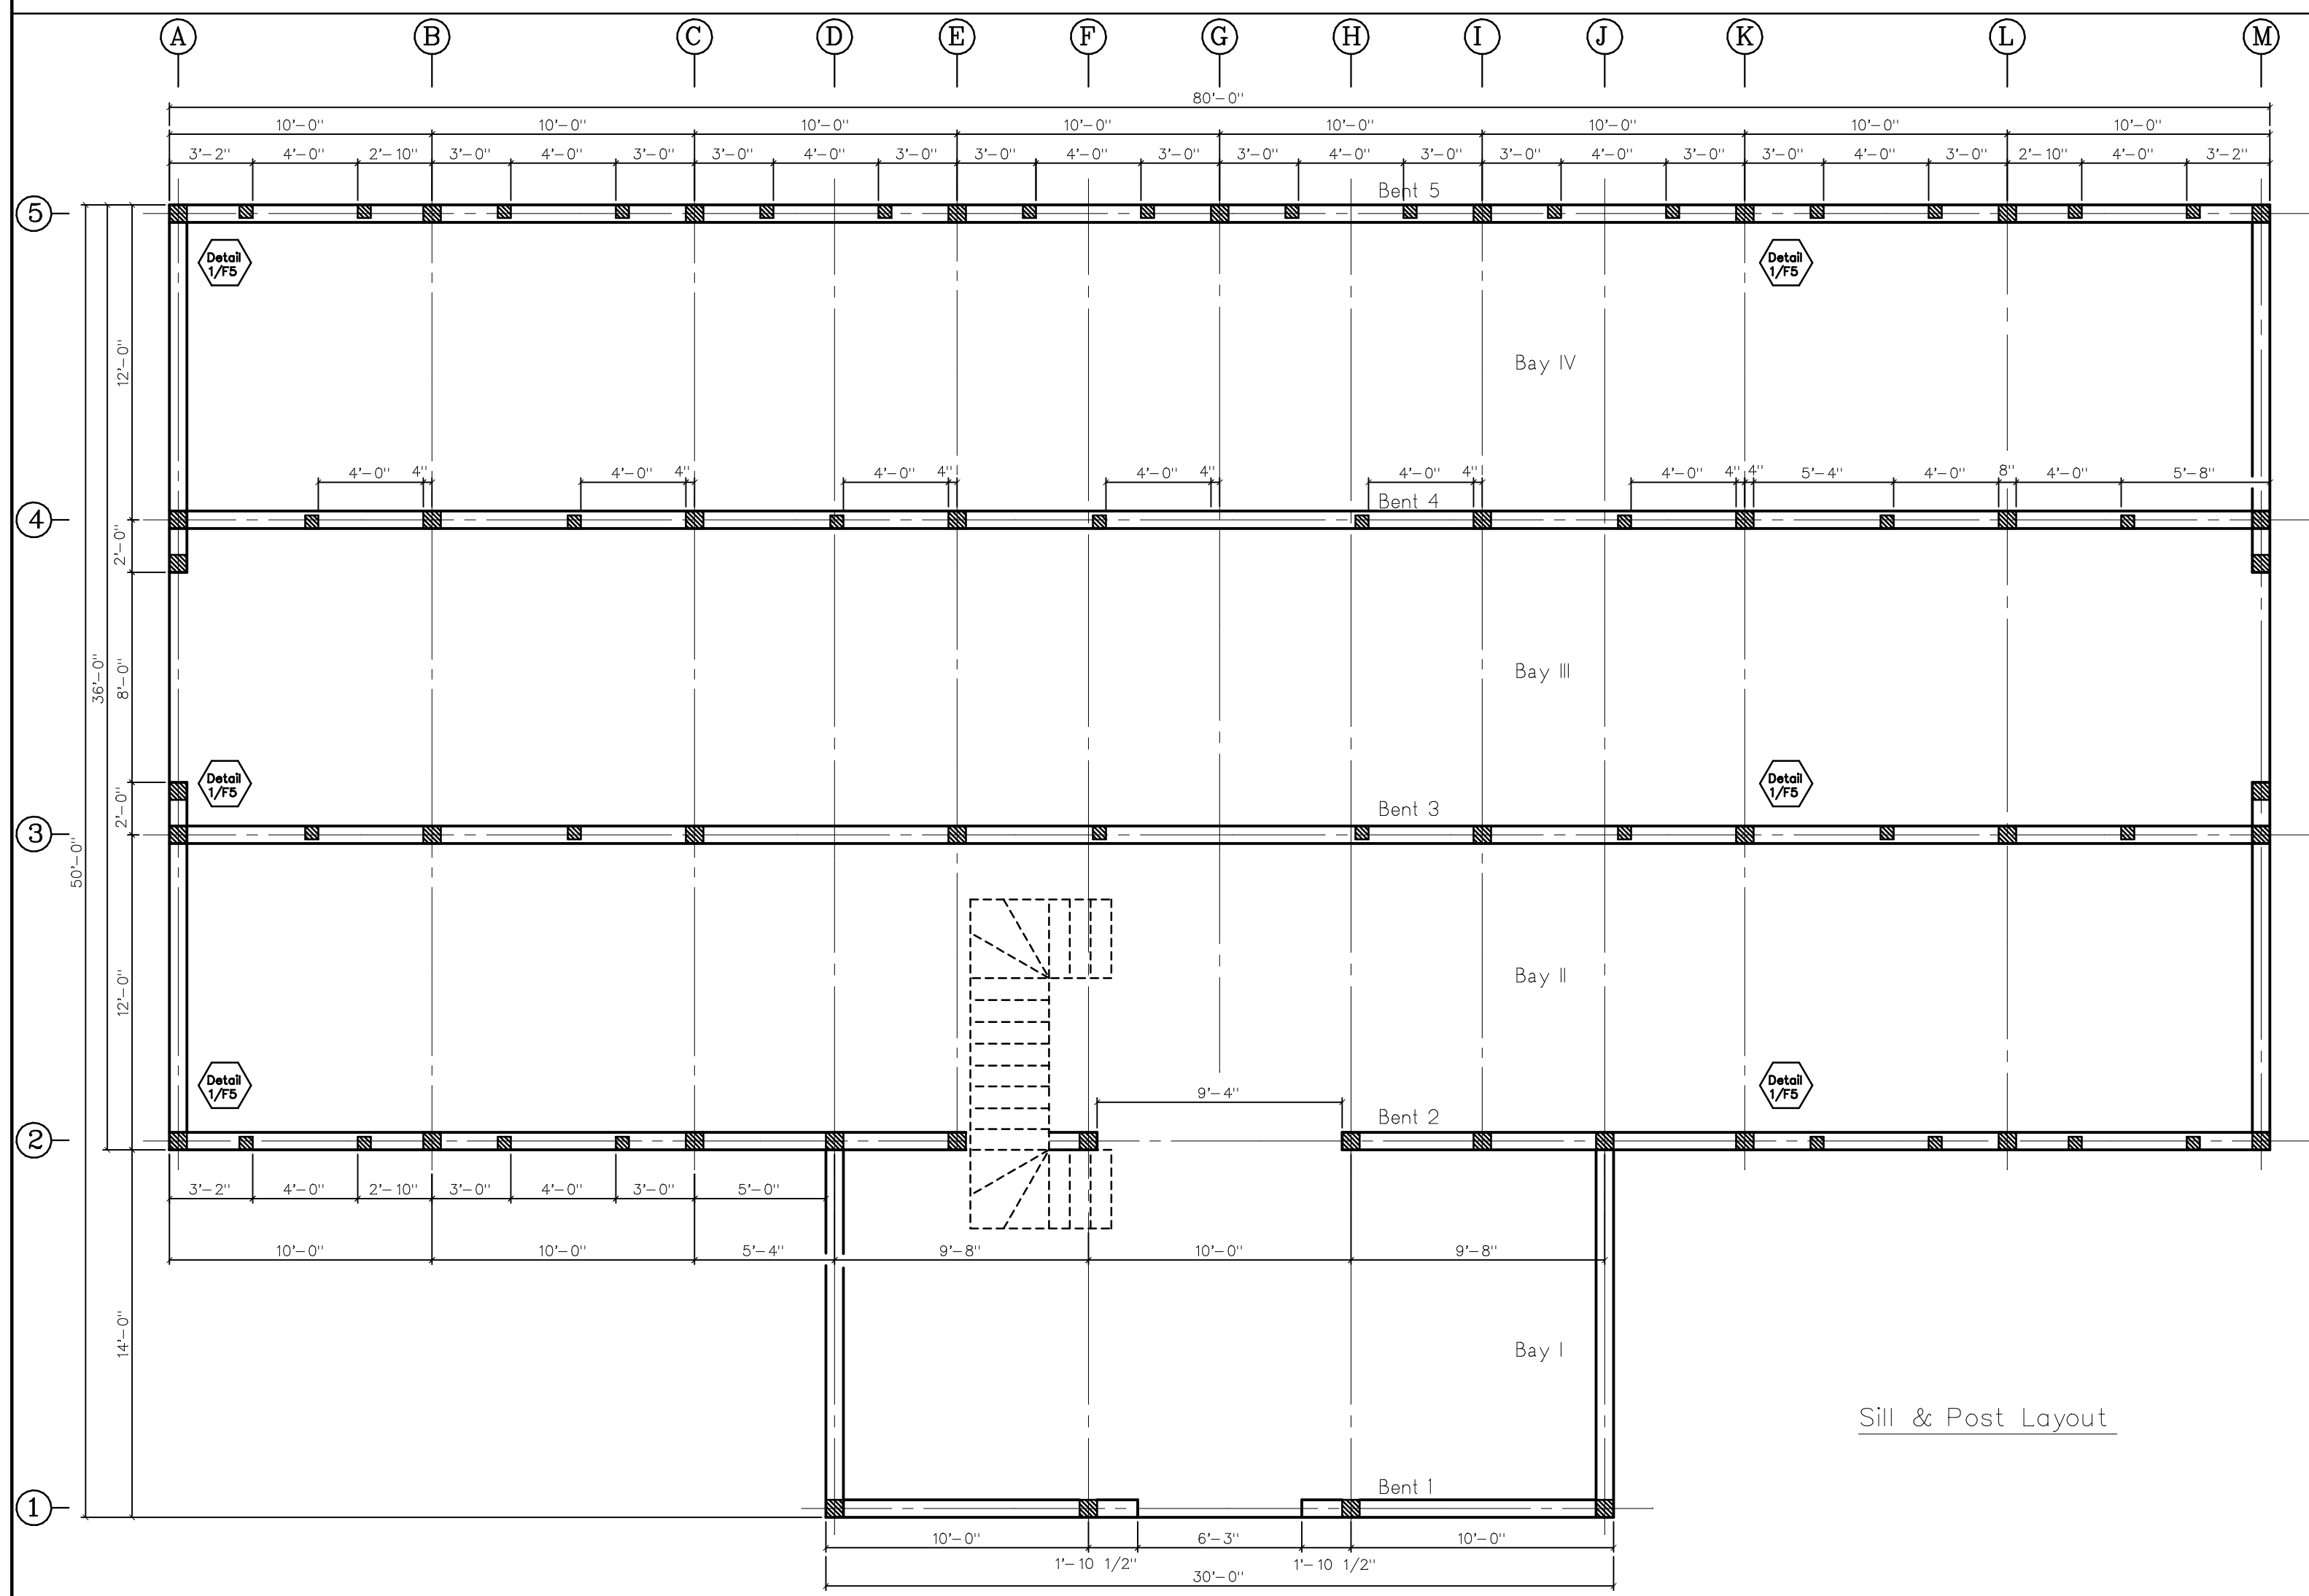 A B C D E F G H I J K L M
80'-0"
10'-0" 10'-0" 10'-0" 10'-0" 10'-0" 10'-0" 10'-0" 10'-0"
3'-2" 4'-0" 2'-10" 3'-0" 4'-0" 3'-0" 3'-0" 4'-0" 3'-0" 3'-0" 4'-0" 3'-0" 3'-0" 4'-0" 3'-0" 3'-0" 4'-0" 3'-0" 3'-0" 4'-0" 3'-0" 2'-10" 4'-0" 3'-2"
Bent 5
5
Detail
1/F5
Detail
1/F5
12'-0"
Bay IV
4'-0" 4" 4'-0" 4" 4'-0" 4" 4'-0" 4" 4'-0" 4" 4'-0" 4" 4" 5'-4" 4'-0" 8" 4'-0" 5'-8"
Bent 4
4
2'-0"
36'-0"
8'-0"
Bay III
Detail
1/F5
Detail
1/F5
2'-0"
Bent 3
3
50'-0"
12'-0"
Bay II
Detail
1/F5
Detail
1/F5
9'-4"
Bent 2
2
3'-2" 4'-0" 2'-10" 3'-0" 4'-0" 3'-0" 5'-0"
10'-0" 10'-0" 5'-4" 9'-8" 10'-0" 9'-8"
14'-0"
Bay I
Sill & Post Layout
Bent 1
1
10'-0" 6'-3" 10'-0"
1'-10 1/2" 1'-10 1/2"
30'-0"